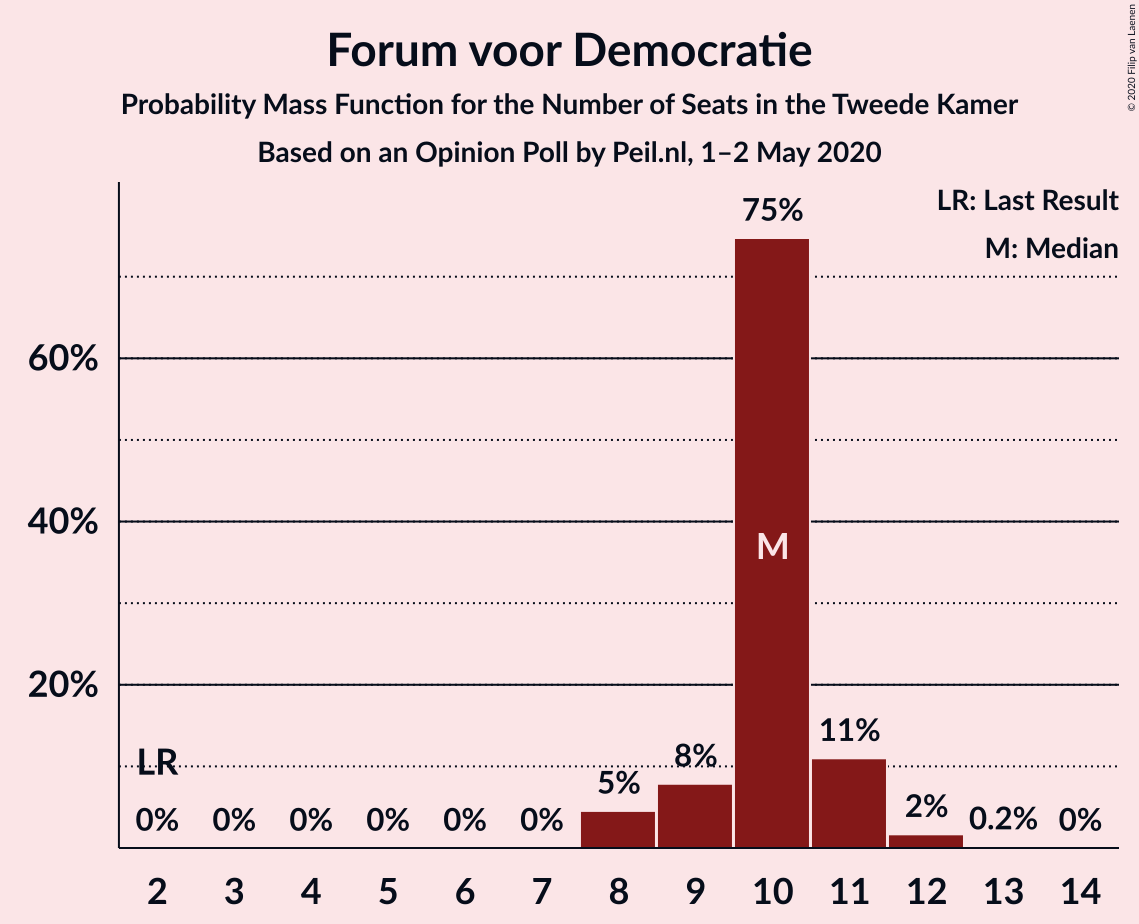 Forum voor Democratie
Probability Mass Function for the Number of Seats in the Tweede Kamer
Based on an Opinion Poll by Peil.nl, 1–2 May 2020
© 2020 Filip van Laenen
LR: Last Result
M: Median
75%
60%
40%
20%
M
LR
0% 0% 0% 0% 0% 0% 5% 8% 11% 2% 0.2% 0%
2 3 4 5 6 7 8 9 10 11 12 13 14